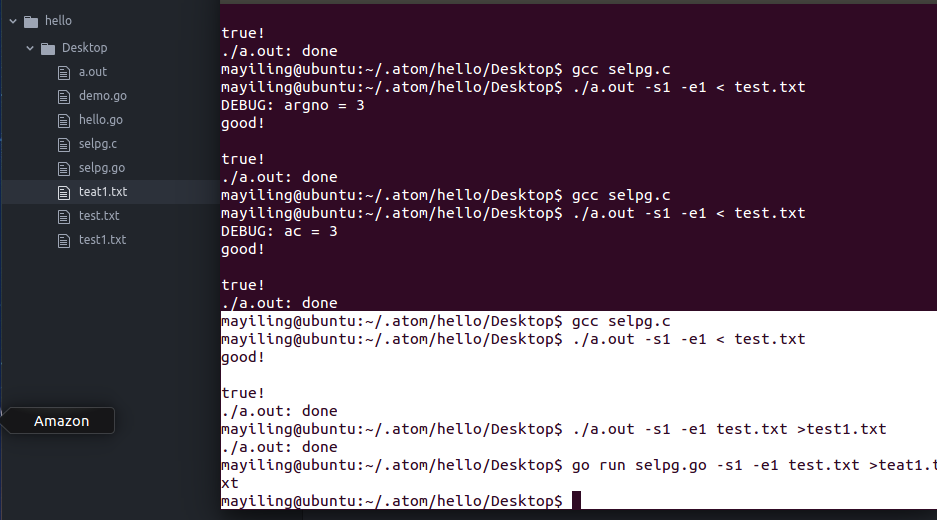 hello
Desktop
a.out
demo.go
hello.go
selpg.c
selpg.go
teat1.txt
test.txt
test1.txt
Amazon
true!
./a.out: done
mayiling@ubuntu:~/.atom/hello/Desktop$ gcc selpg.c
mayiling@ubuntu:~/.atom/hello/Desktop$ ./a.out -s1 -e1 < test.txt
DEBUG: argno = 3
good!
true!
./a.out: done
mayiling@ubuntu:~/.atom/hello/Desktop$ gcc selpg.c
mayiling@ubuntu:~/.atom/hello/Desktop$ ./a.out -s1 -e1 < test.txt
DEBUG: ac = 3
good!
true!
./a.out: done
mayiling@ubuntu:~/.atom/hello/Desktop$ gcc selpg.c
mayiling@ubuntu:~/.atom/hello/Desktop$ ./a.out -s1 -e1 < test.txt
good!
true!
./a.out: done
mayiling@ubuntu:~/.atom/hello/Desktop$ ./a.out -s1 -e1 test.txt >test1.txt
./a.out: done
mayiling@ubuntu:~/.atom/hello/Desktop$ go run selpg.go -s1 -e1 test.txt >teat1.t
xt
mayiling@ubuntu:~/.atom/hello/Desktop$